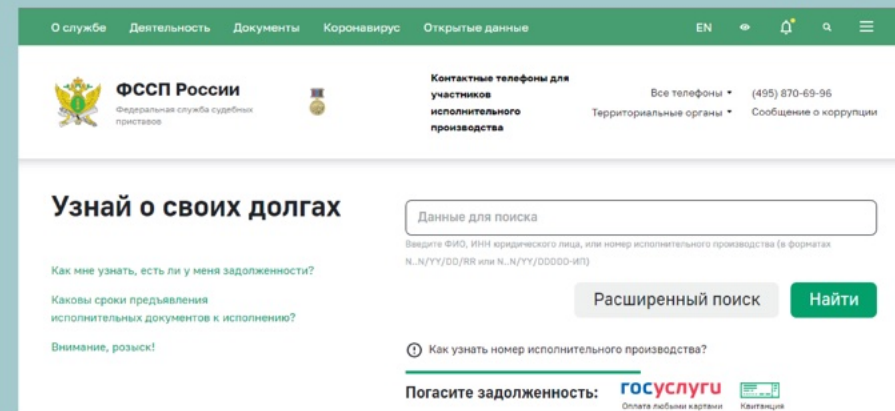 О службе Деятельность Документы Коронавирус Открытые данные EN
ФССП России
Федеральная служба судебных
приставов
Контактные телефоны для
участников
исполнительного
производства
Все телефоны
Территориальные органы
(495) 870-69-96
Сообщение о коррупции
Узнай о своих долгах
Как мне узнать, есть ли у меня задолженности?
Каковы сроки предъявления
исполнительных документов к исполнению?
Внимание, розыск!
Данные для поиска
Введите ФИО, ИНН юридического лица, или номер исполнительного производства (в форматах
N...N/YY/DD/RR или N...N/YY/DDDDD-ИП)
Расширенный поиск Найти
Как узнать номер исполнительного производства?
Погасите задолженность: госуслуги
Оплата любыми картами Квитанция